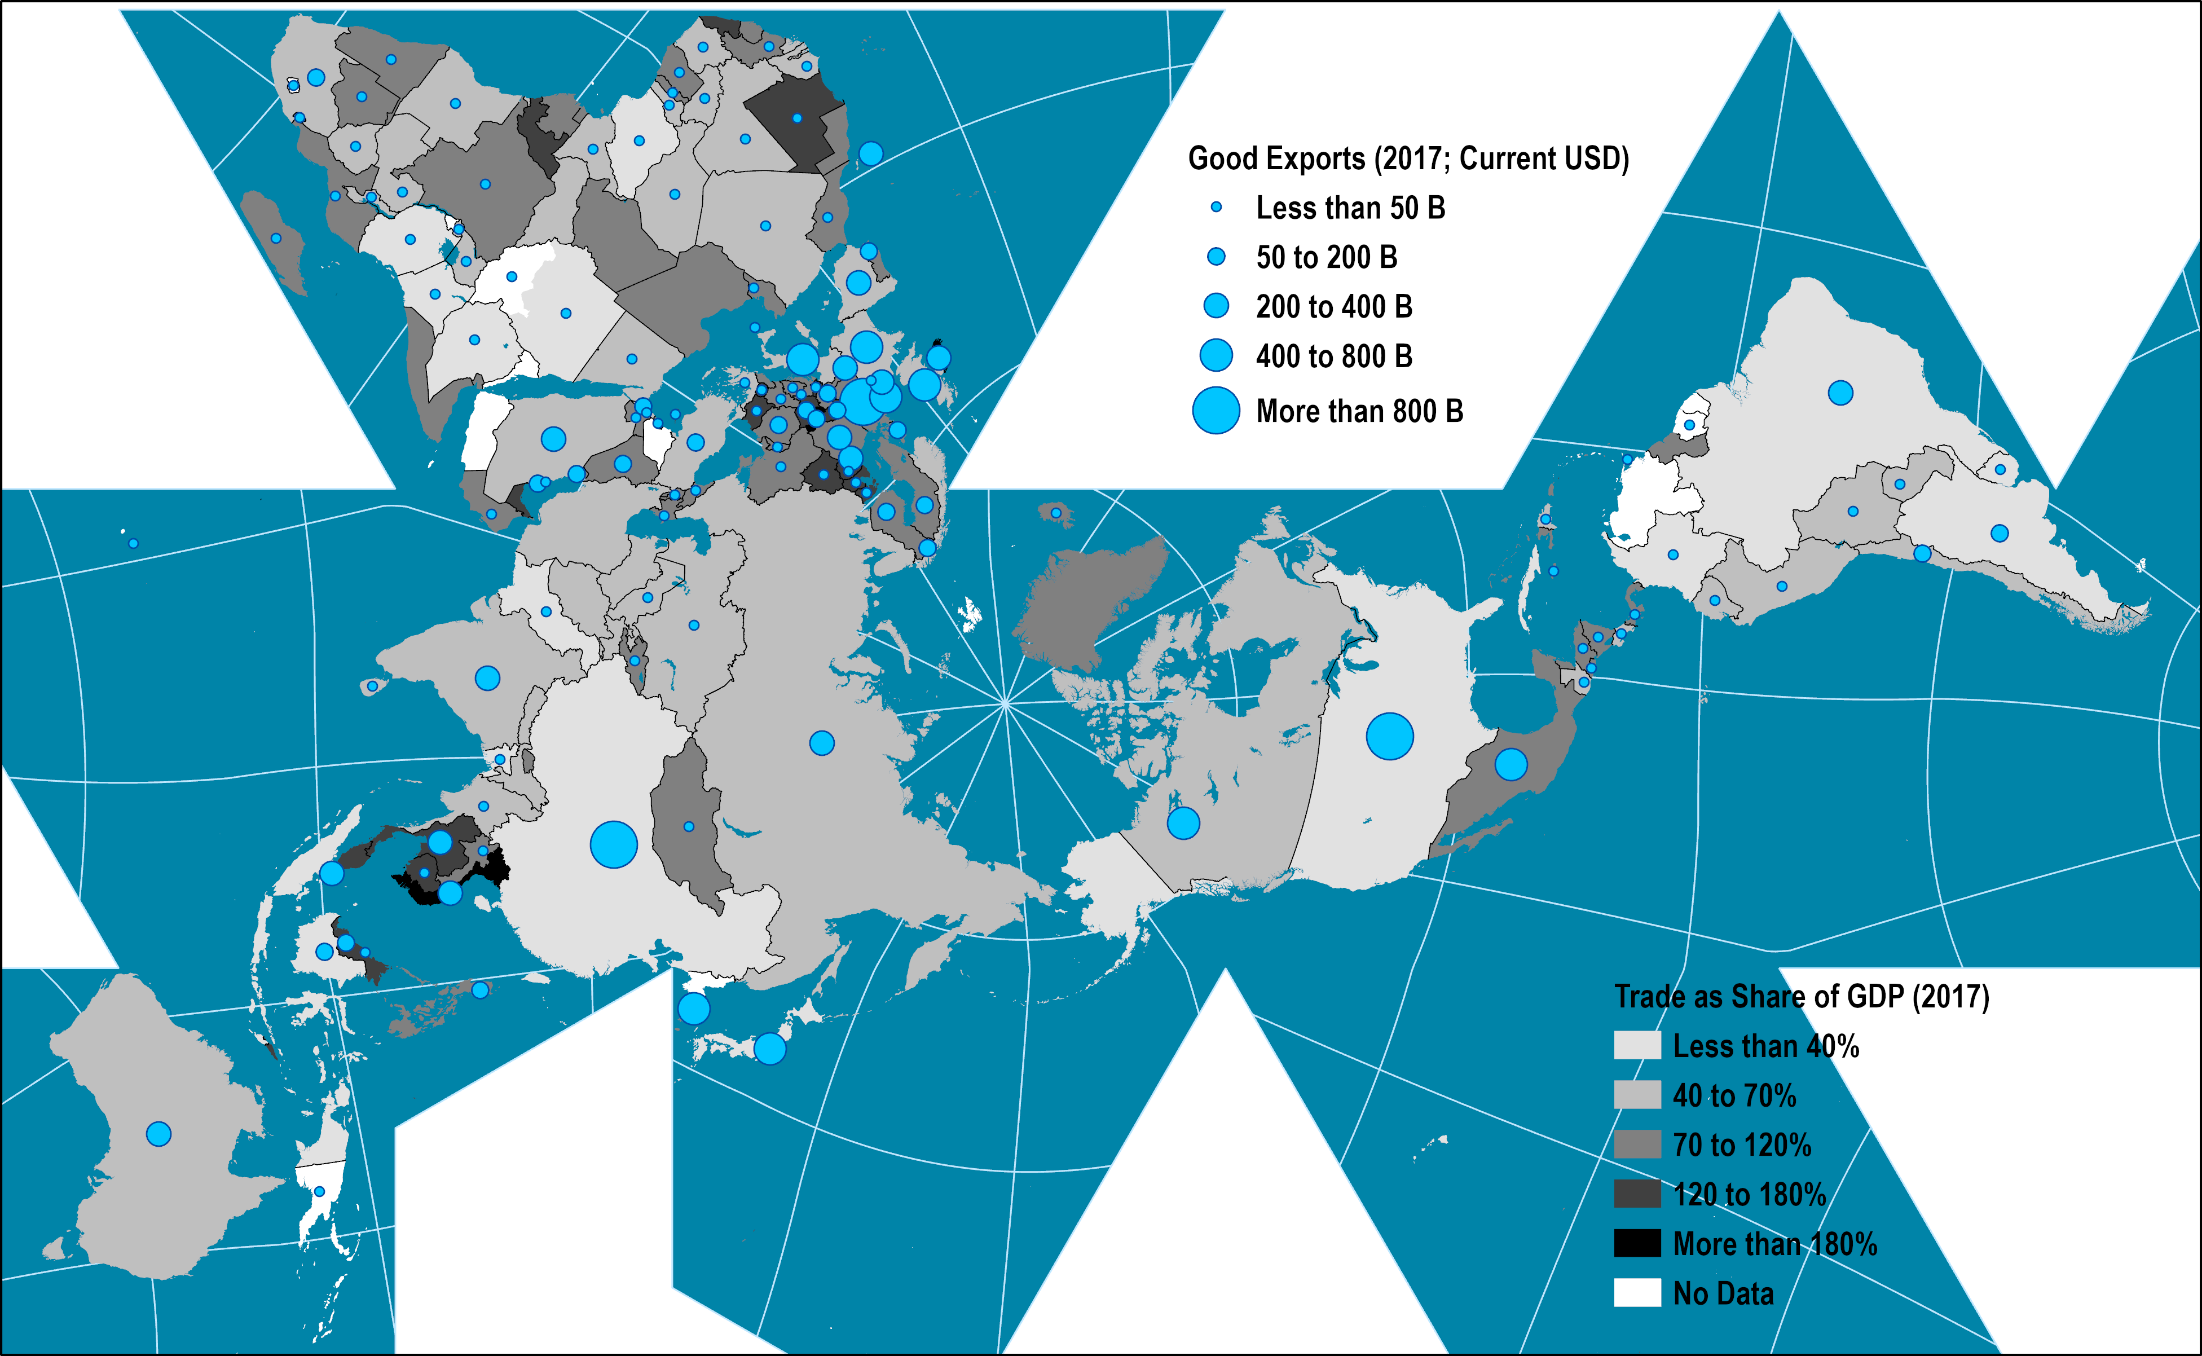 Good Exports (2017; Current USD)
Less than 50 B
50 to 200 B
200 to 400 B
400 to 800 B
More than 800 B
Trade as Share of GDP (2017)
Less than 40%
40 to 70%
70 to 120%
120 to 180%
More than 180%
No Data